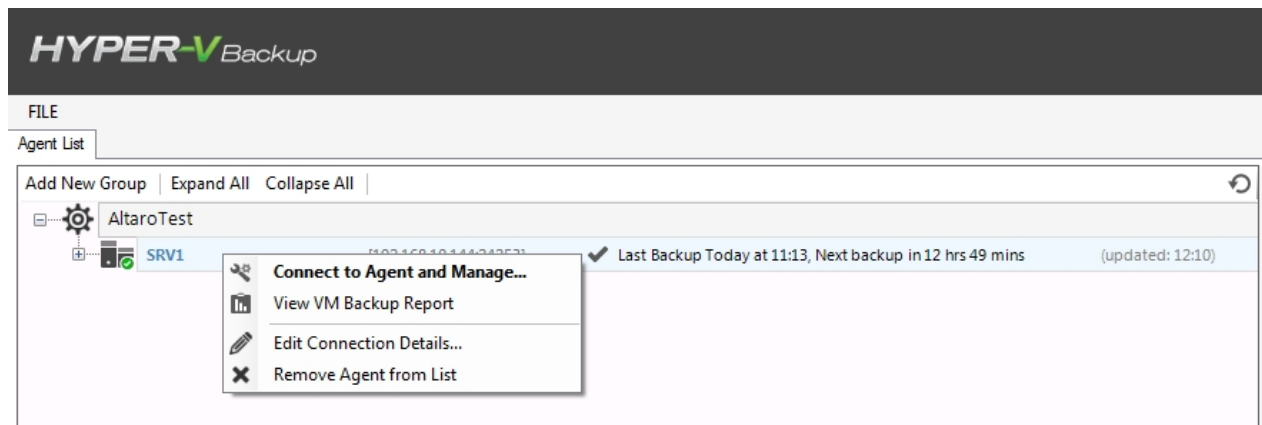 HYPER-V Backup
FILE
Agent List
Add New Group Expand All Collapse All
AltaroTest
SRV1 Last Backup Today at 11:13, Next backup in 12 hrs 49 mins (updated: 12:10)
Connect to Agent and Manage...
View VM Backup Report
Edit Connection Details...
Remove Agent from List